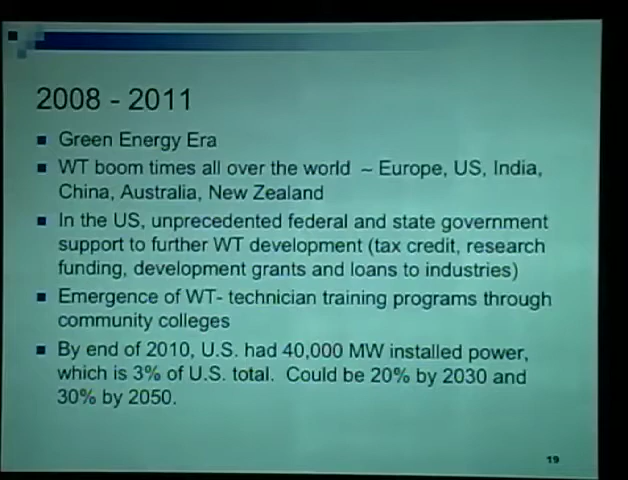 2008 - 2011
Green Energy Era
WT boom times all over the world ~ Europe, US, India,
China, Australia, New Zealand
In the US, unprecedented federal and state government
support to further WT development (tax credit, research
funding, development grants and loans to industries)
Emergence of WT- technician training programs through
community colleges
By end of 2010, U.S. had 40,000 MW installed power,
which is 3% of U.S. total. Could be 20% by 2030 and
30% by 2050.
19